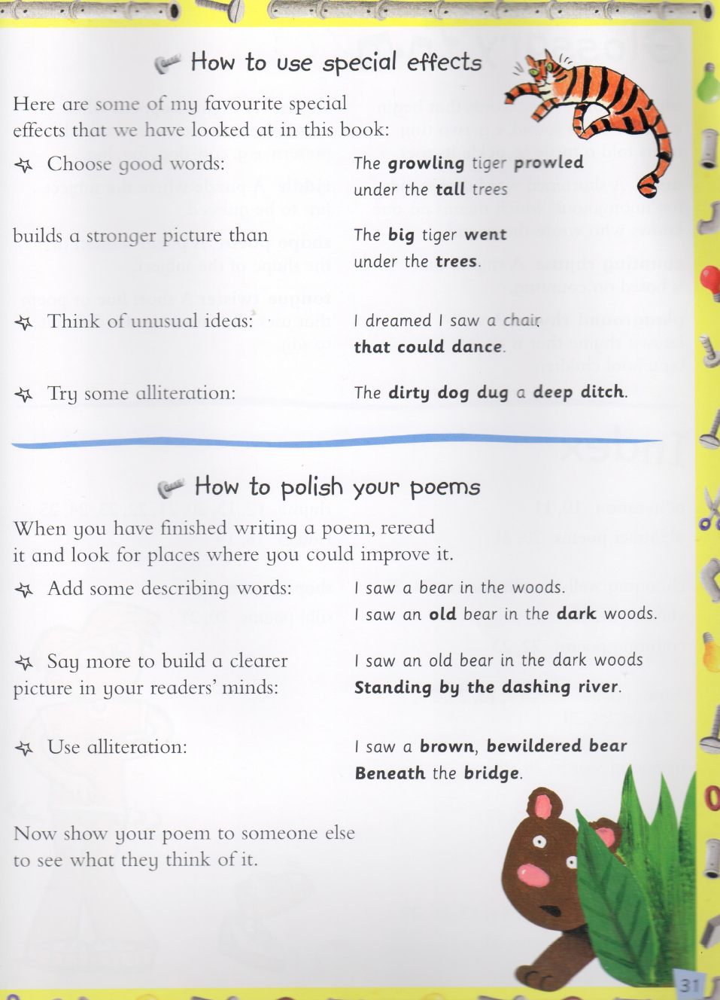 How to use special effects
Here are some of my favourite special
effects that we have looked at in this book:
Choose good words:
The growling tiger prowled
under the tall trees
builds a stronger picture than
The big tiger went
under the trees.
Think of unusual ideas:
I dreamed I saw a chair,
that could dance.
Try some alliteration:
The dirty dog dug a deep ditch.
How to polish your poems
When you have finished writing a poem, reread
it and look for places where you could improve it.
Add some describing words:
I saw a bear in the woods.
I saw an old bear in the dark woods.
Say more to build a clearer
picture in your readers' minds:
I saw an old bear in the dark woods
Standing by the dashing river.
Use alliteration:
I saw a brown, bewildered bear
Beneath the bridge.
Now show your poem to someone else
to see what they think of it.
31